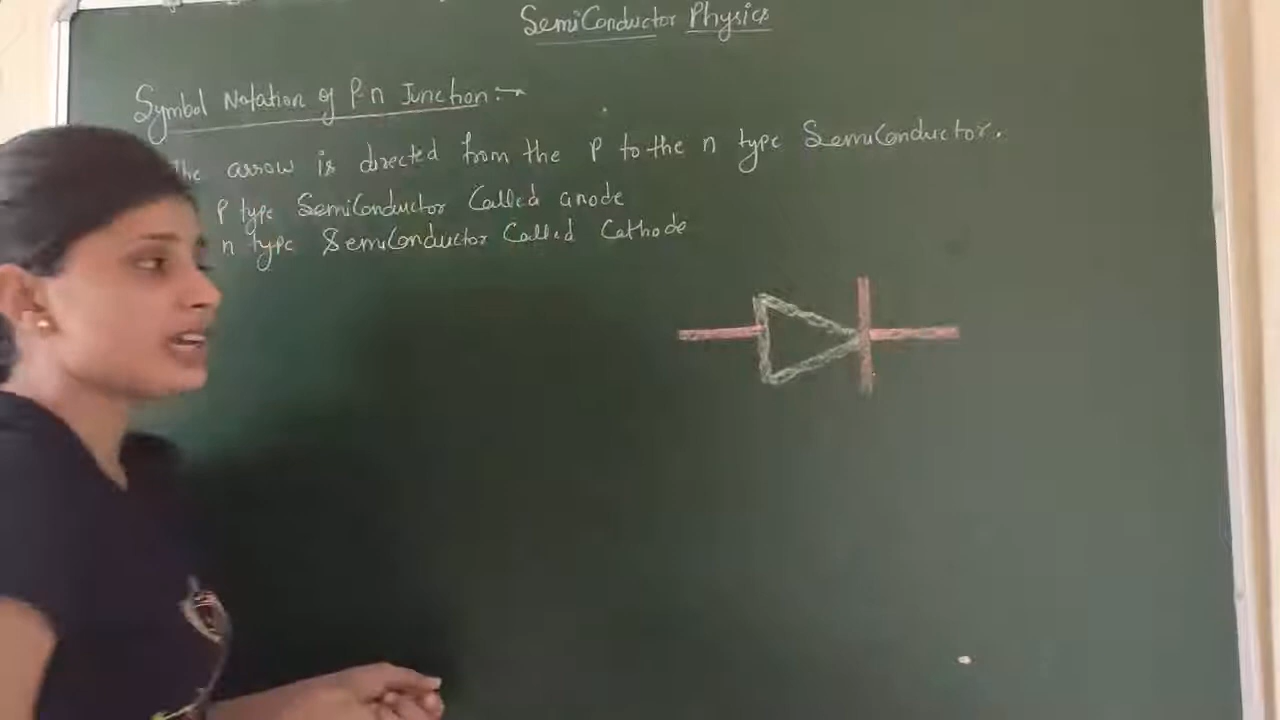 SemiConductor Physics
Symbol Notation of P-n Junction:→
The arrow is directed from the P to the n type SemiConductor.
P type SemiConductor Called anode
n type SemiConductor Called Cathode